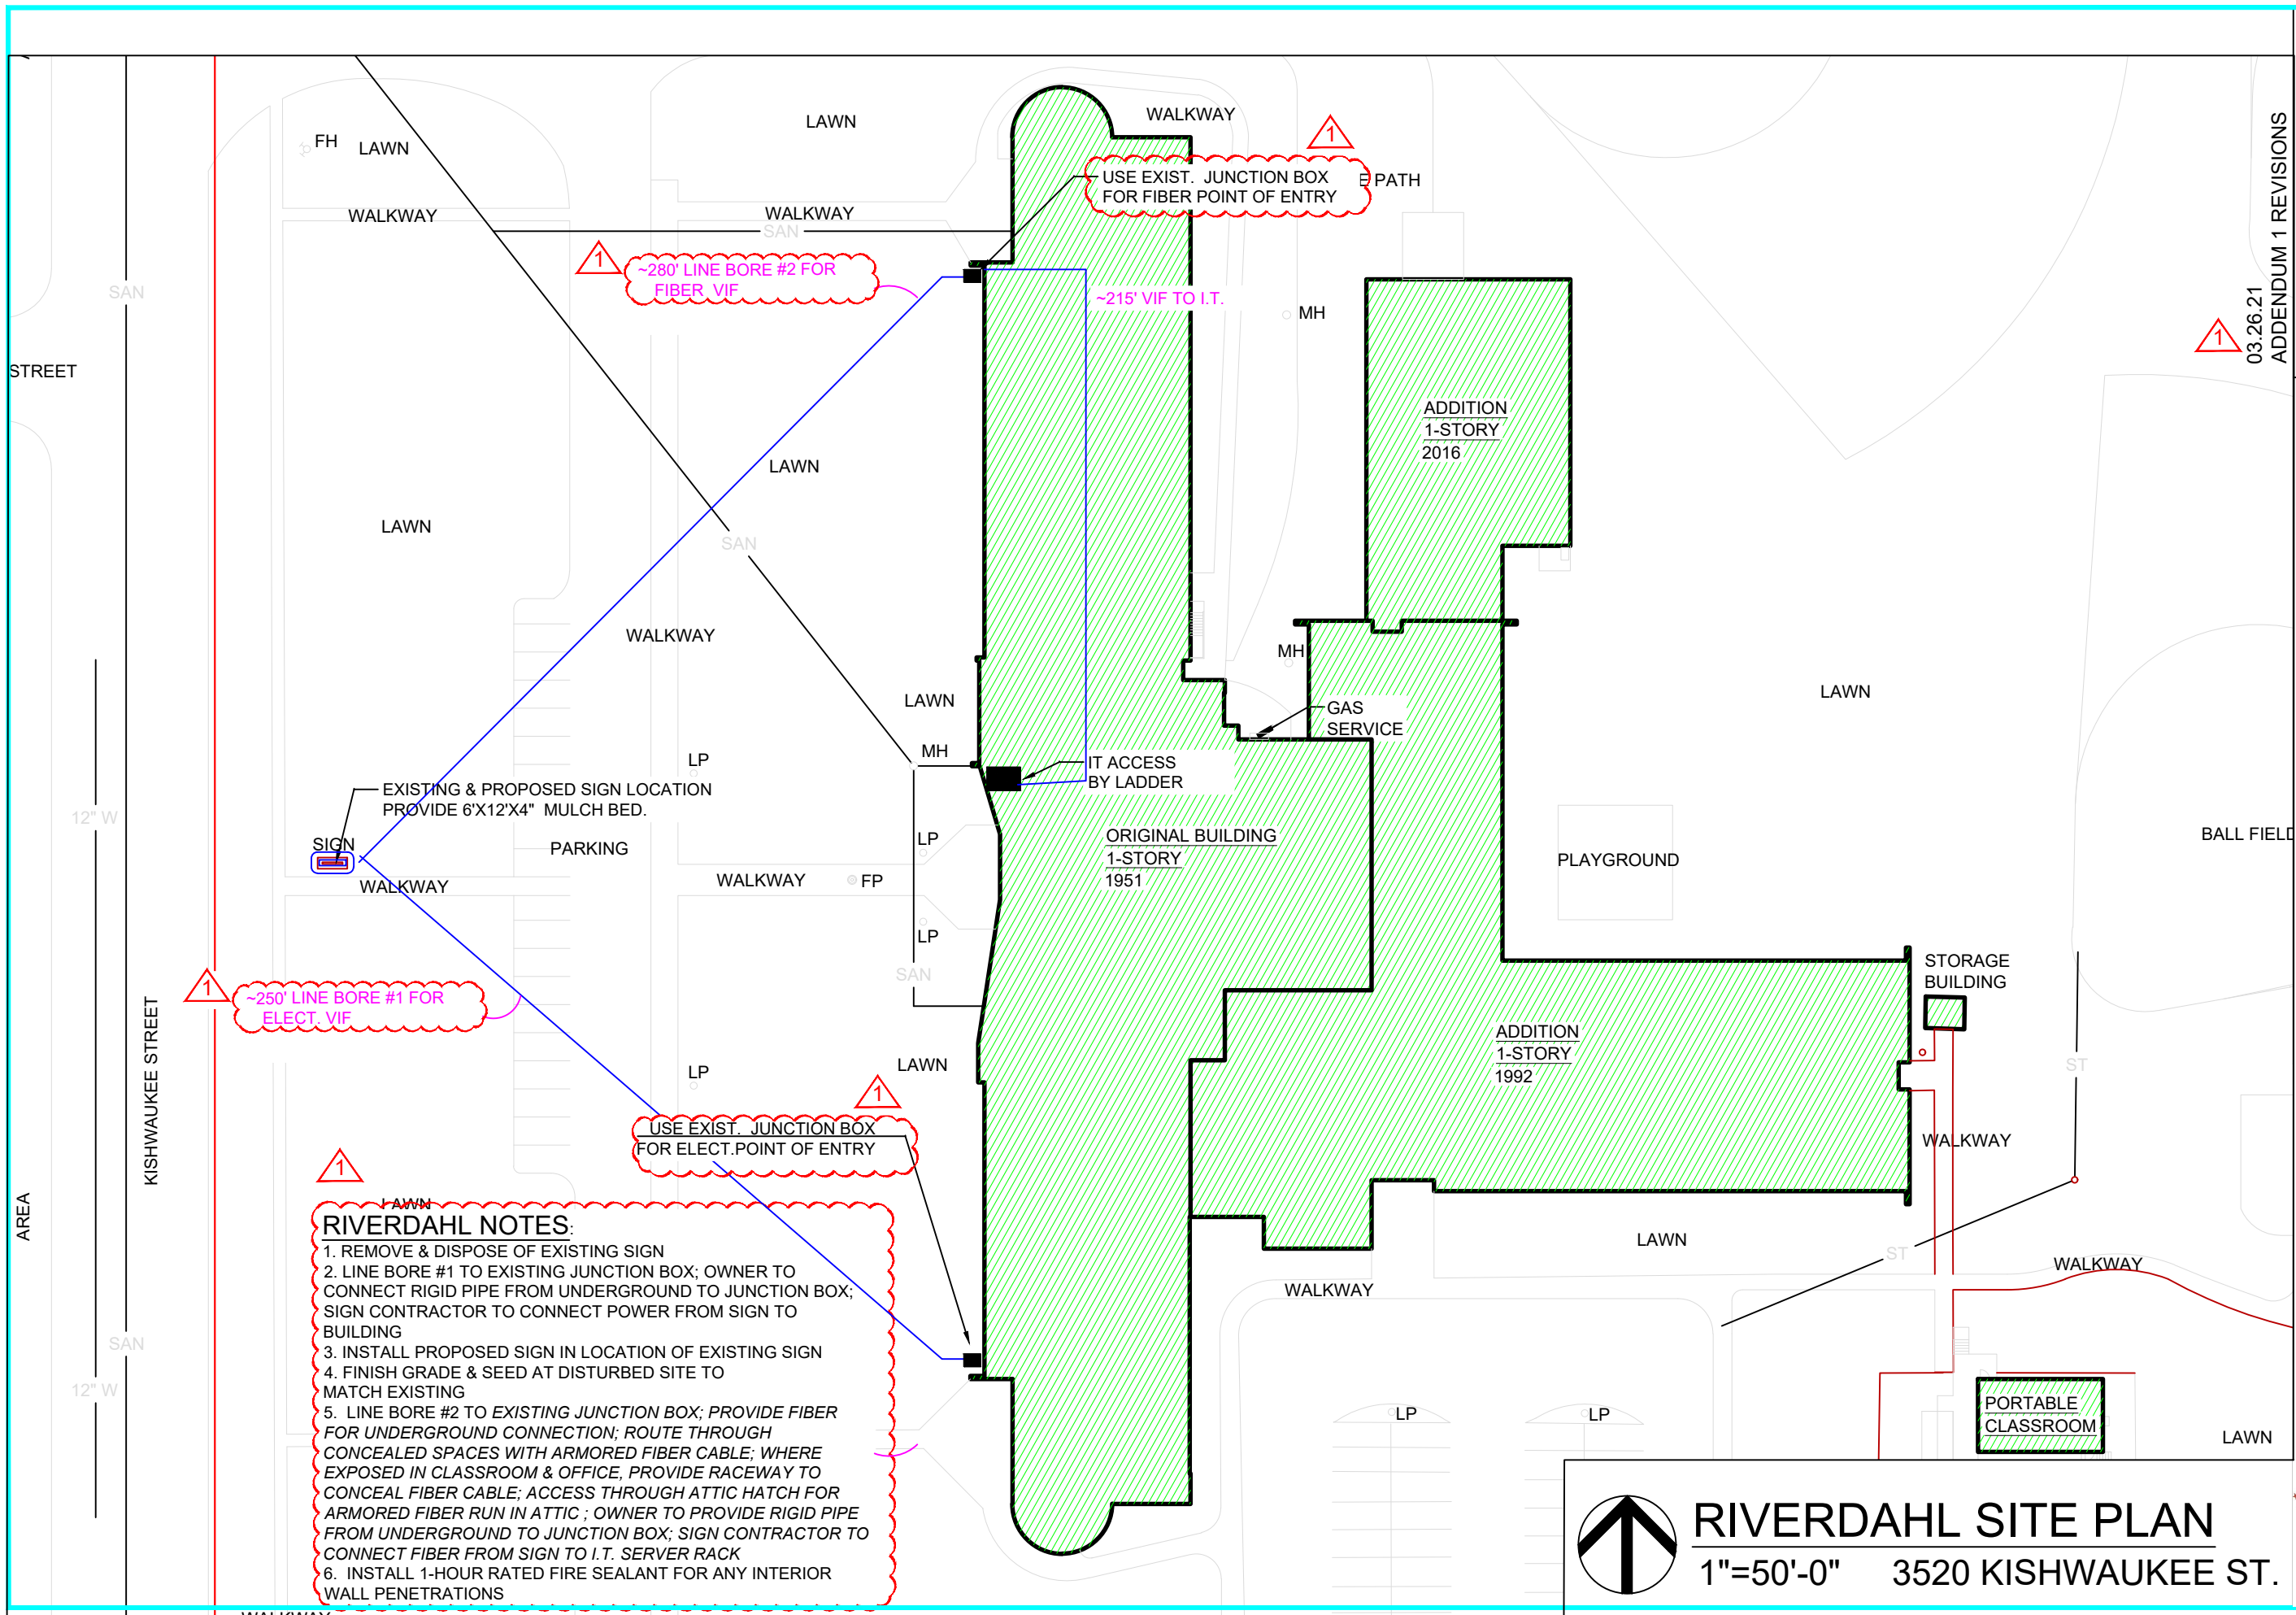 WALKWAY
LAWN
FH
LAWN
1
USE EXIST. JUNCTION BOX
FOR FIBER POINT OF ENTRY
E PATH
WALKWAY
WALKWAY
SAN
1
~280' LINE BORE #2 FOR
FIBER VIF
SAN
~215' VIF TO I.T.
MH
1
03.26.21
ADDENDUM 1 REVISIONS
STREET
ADDITION
1-STORY
2016
LAWN
LAWN
SAN
WALKWAY
MH
LAWN
LAWN
GAS
SERVICE
MH
LP
IT ACCESS
BY LADDER
EXISTING & PROPOSED SIGN LOCATION
PROVIDE 6'X12'X4" MULCH BED.
12" W
SIGN
PARKING
LP
ORIGINAL BUILDING
1-STORY
1951
BALL FIELD
PLAYGROUND
WALKWAY
WALKWAY
FP
LP
SAN
STORAGE
BUILDING
1
~250' LINE BORE #1 FOR
ELECT. VIF
KISHWAUKEE STREET
ADDITION
1-STORY
1992
LAWN
ST
LP
1
USE EXIST. JUNCTION BOX
FOR ELECT.POINT OF ENTRY
WALKWAY
1
AREA
LAWN
RIVERDAHL NOTES:
1. REMOVE & DISPOSE OF EXISTING SIGN
2. LINE BORE #1 TO EXISTING JUNCTION BOX; OWNER TO
CONNECT RIGID PIPE FROM UNDERGROUND TO JUNCTION BOX;
SIGN CONTRACTOR TO CONNECT POWER FROM SIGN TO
BUILDING
3. INSTALL PROPOSED SIGN IN LOCATION OF EXISTING SIGN
4. FINISH GRADE & SEED AT DISTURBED SITE TO
MATCH EXISTING
5. LINE BORE #2 TO EXISTING JUNCTION BOX; PROVIDE FIBER
FOR UNDERGROUND CONNECTION; ROUTE THROUGH
CONCEALED SPACES WITH ARMORED FIBER CABLE; WHERE
EXPOSED IN CLASSROOM & OFFICE, PROVIDE RACEWAY TO
CONCEAL FIBER CABLE; ACCESS THROUGH ATTIC HATCH FOR
ARMORED FIBER RUN IN ATTIC ; OWNER TO PROVIDE RIGID PIPE
FROM UNDERGROUND TO JUNCTION BOX; SIGN CONTRACTOR TO
CONNECT FIBER FROM SIGN TO I.T. SERVER RACK
6. INSTALL 1-HOUR RATED FIRE SEALANT FOR ANY INTERIOR
WALL PENETRATIONS
LAWN
ST
WALKWAY
WALKWAY
SAN
12" W
LP
LP
PORTABLE
CLASSROOM
LAWN
RIVERDAHL SITE PLAN
1"=50'-0" 3520 KISHWAUKEE ST.
WALKWAY